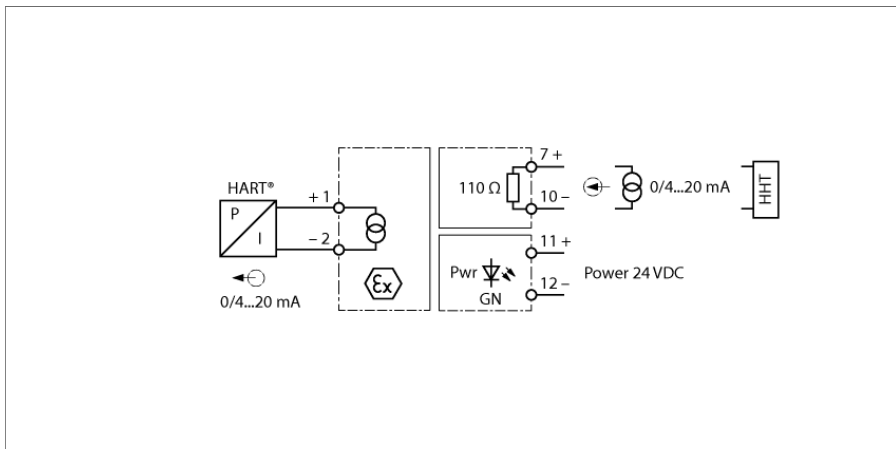 HART®
P
I
+ 1
– 2
0/4...20 mA
Ex
110 Ω
7 +
10 –
0/4...20 mA
HHT
Pwr
GN
11 +
12 –
Power 24 VDC